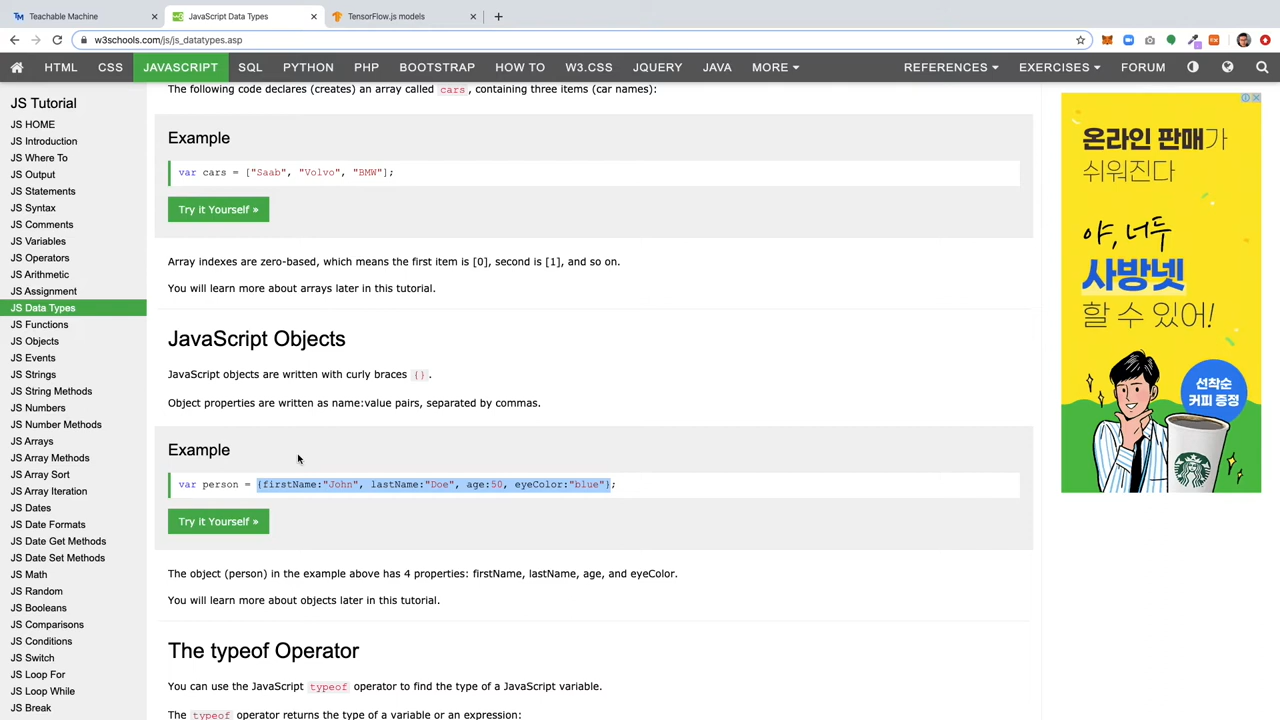 Teachable Machine
JavaScript Data Types
TensorFlow.js models
w3schools.com/js/js_datatypes.asp
HTML CSS JAVASCRIPT SQL PYTHON PHP BOOTSTRAP HOW TO W3.CSS JQUERY JAVA MORE REFERENCES EXERCISES FORUM
JS Tutorial
JS HOME
JS Introduction
JS Where To
JS Output
JS Statements
JS Syntax
JS Comments
JS Variables
JS Operators
JS Arithmetic
JS Assignment
JS Data Types
JS Functions
JS Objects
JS Events
JS Strings
JS String Methods
JS Numbers
JS Number Methods
JS Arrays
JS Array Methods
JS Array Sort
JS Array Iteration
JS Dates
JS Date Formats
JS Date Get Methods
JS Date Set Methods
JS Math
JS Random
JS Booleans
JS Comparisons
JS Conditions
JS Switch
JS Loop For
JS Loop While
JS Break
The following code declares (creates) an array called cars, containing three items (car names):
Example
var cars = ["Saab", "Volvo", "BMW"];
Try it Yourself »
Array indexes are zero-based, which means the first item is [0], second is [1], and so on.
You will learn more about arrays later in this tutorial.
JavaScript Objects
JavaScript objects are written with curly braces {}.
Object properties are written as name:value pairs, separated by commas.
Example
var person = {firstName:"John", lastName:"Doe", age:50, eyeColor:"blue"};
Try it Yourself »
The object (person) in the example above has 4 properties: firstName, lastName, age, and eyeColor.
You will learn more about objects later in this tutorial.
The typeof Operator
You can use the JavaScript typeof operator to find the type of a JavaScript variable.
The typeof operator returns the type of a variable or an expression:
온라인 판매가
쉬워진다
야, 너두
사방넷
할 수 있어!
선착순
커피 증정